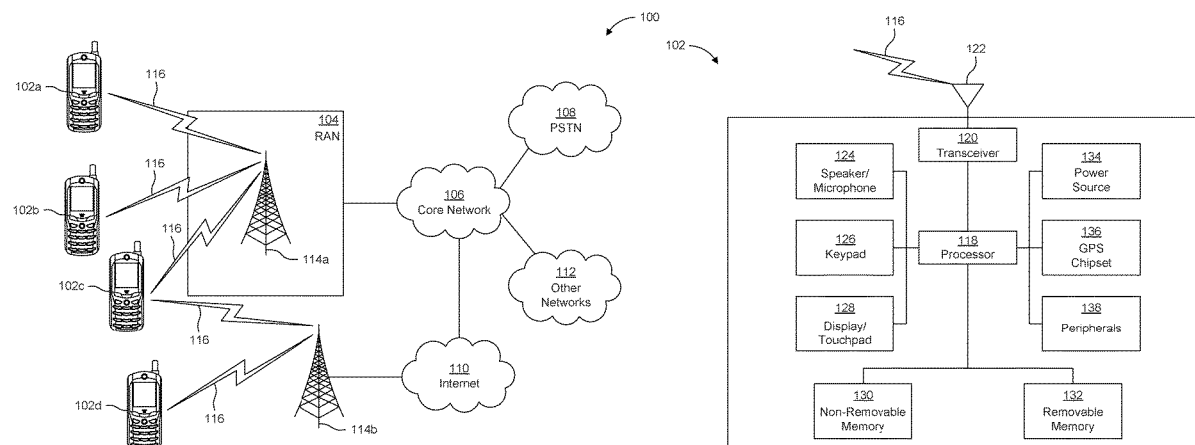 100
116
102a
104
RAN
108
PSTN
116
102b
106
Core Network
116
102c
114a
112
Other
Networks
116
110
Internet
102d
116
114b
102
116
122
120
Transceiver
124
Speaker/
Microphone
134
Power
Source
126
Keypad
118
Processor
136
GPS
Chipset
128
Display/
Touchpad
138
Peripherals
130
Non-Removable
Memory
132
Removable
Memory